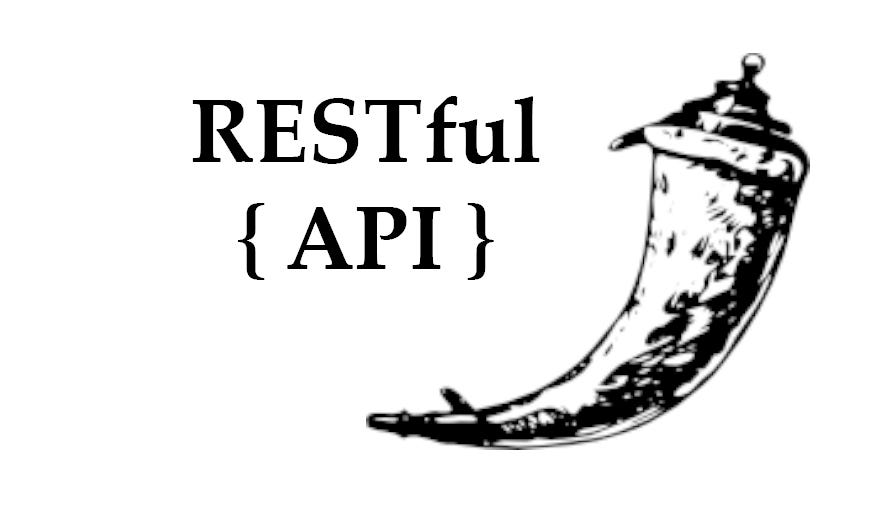 RESTful
{ API }